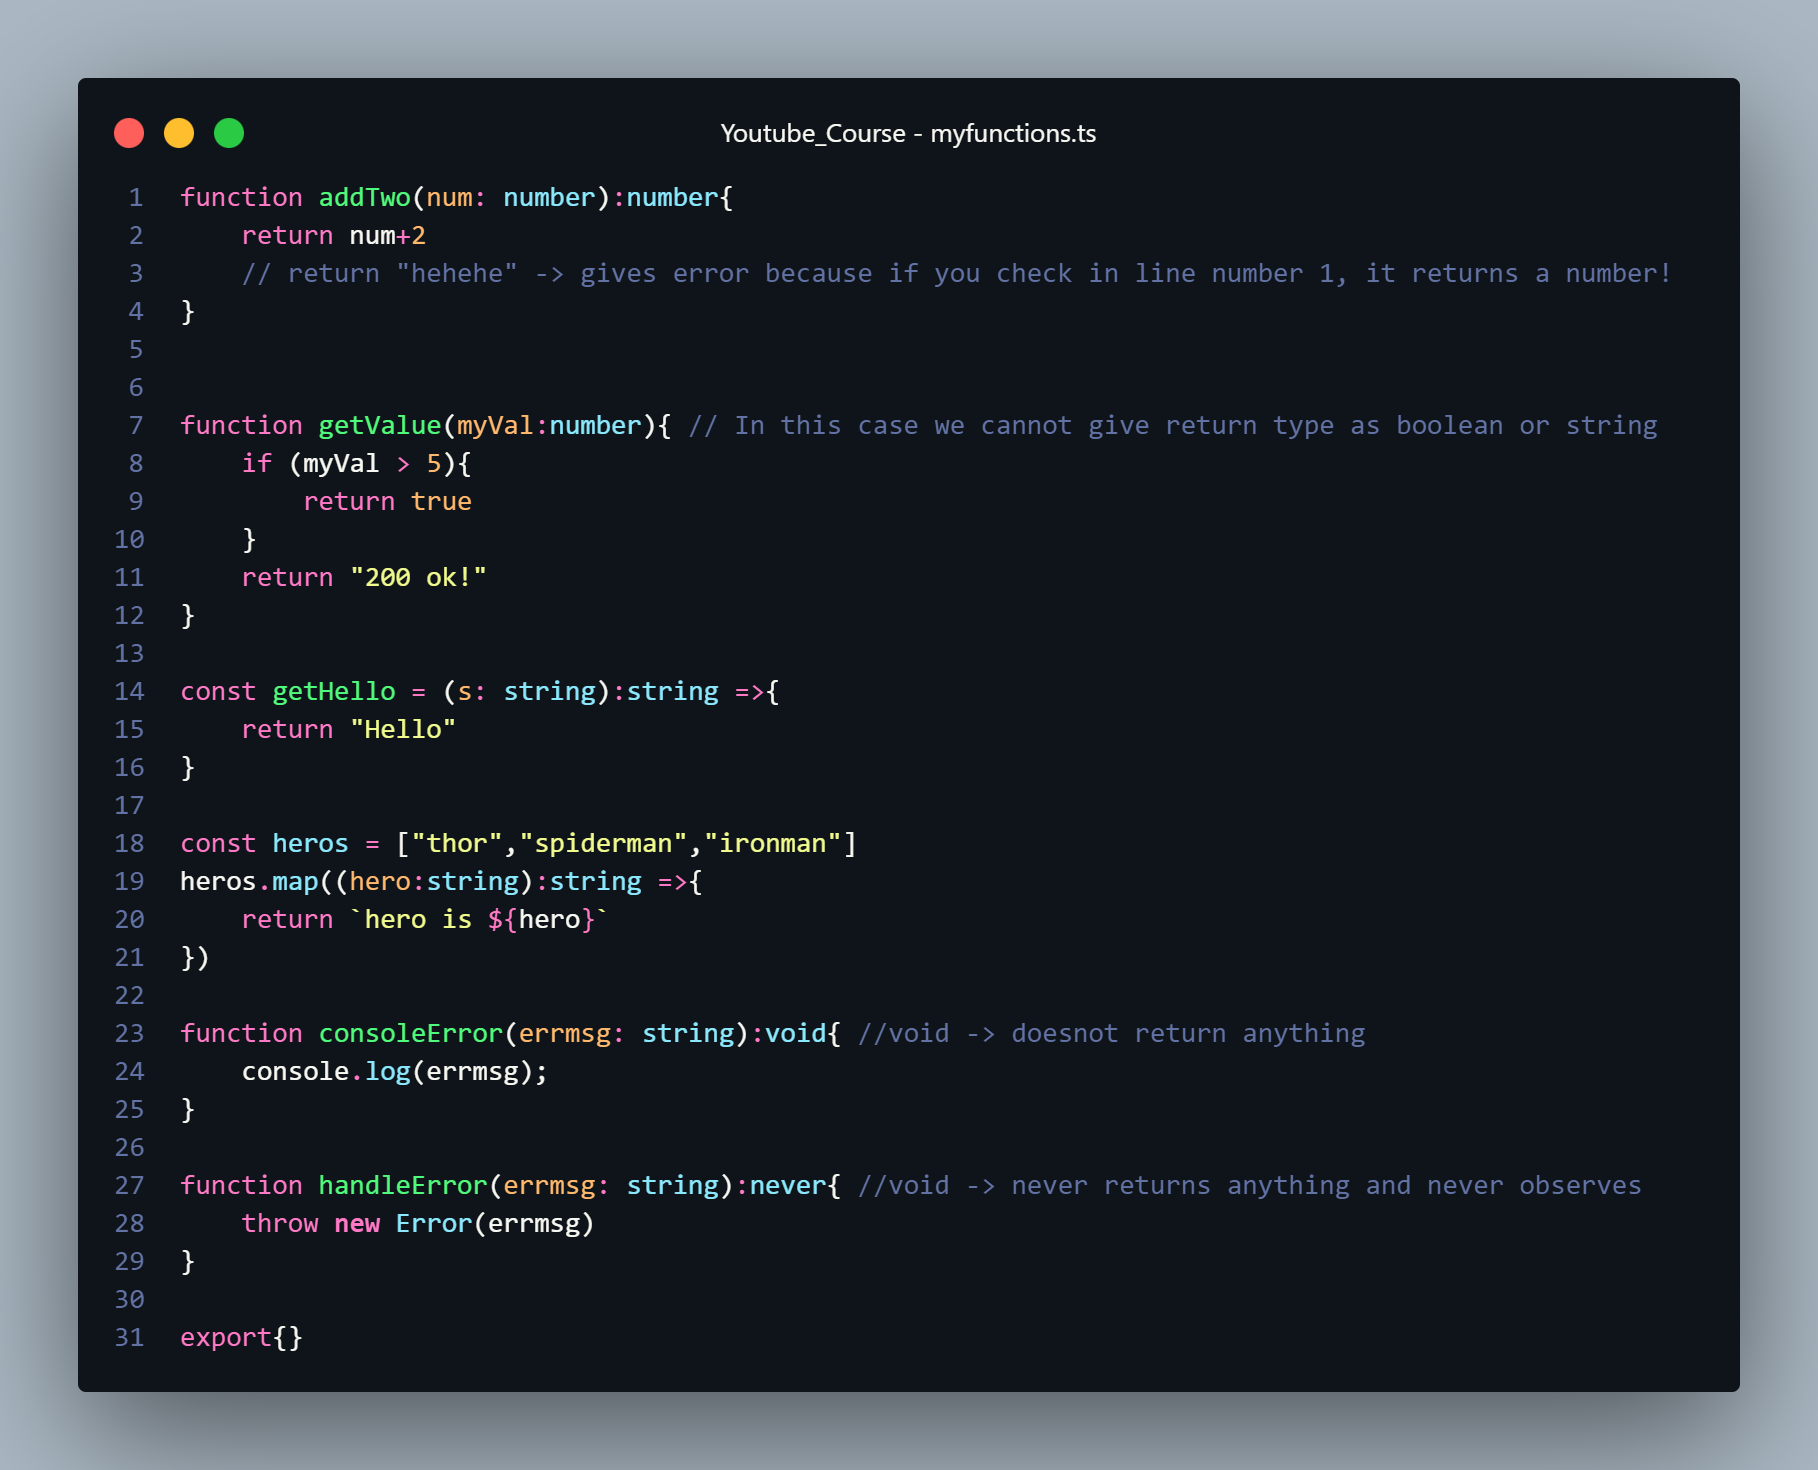 Youtube_Course - myfunctions.ts
1 function addTwo(num: number):number{
2     return num+2
3     // return "hehehe" -> gives error because if you check in line number 1, it returns a number!
4 }
5
6
7 function getValue(myVal:number){ // In this case we cannot give return type as boolean or string
8     if (myVal > 5){
9         return true
10     }
11     return "200 ok!"
12 }
13
14 const getHello = (s: string):string =>{
15     return "Hello"
16 }
17
18 const heros = ["thor","spiderman","ironman"]
19 heros.map((hero:string):string =>{
20     return `hero is ${hero}`
21 })
22
23 function consoleError(errmsg: string):void{ //void -> doesnot return anything
24     console.log(errmsg);
25 }
26
27 function handleError(errmsg: string):never{ //void -> never returns anything and never observes
28     throw new Error(errmsg)
29 }
30
31 export{}